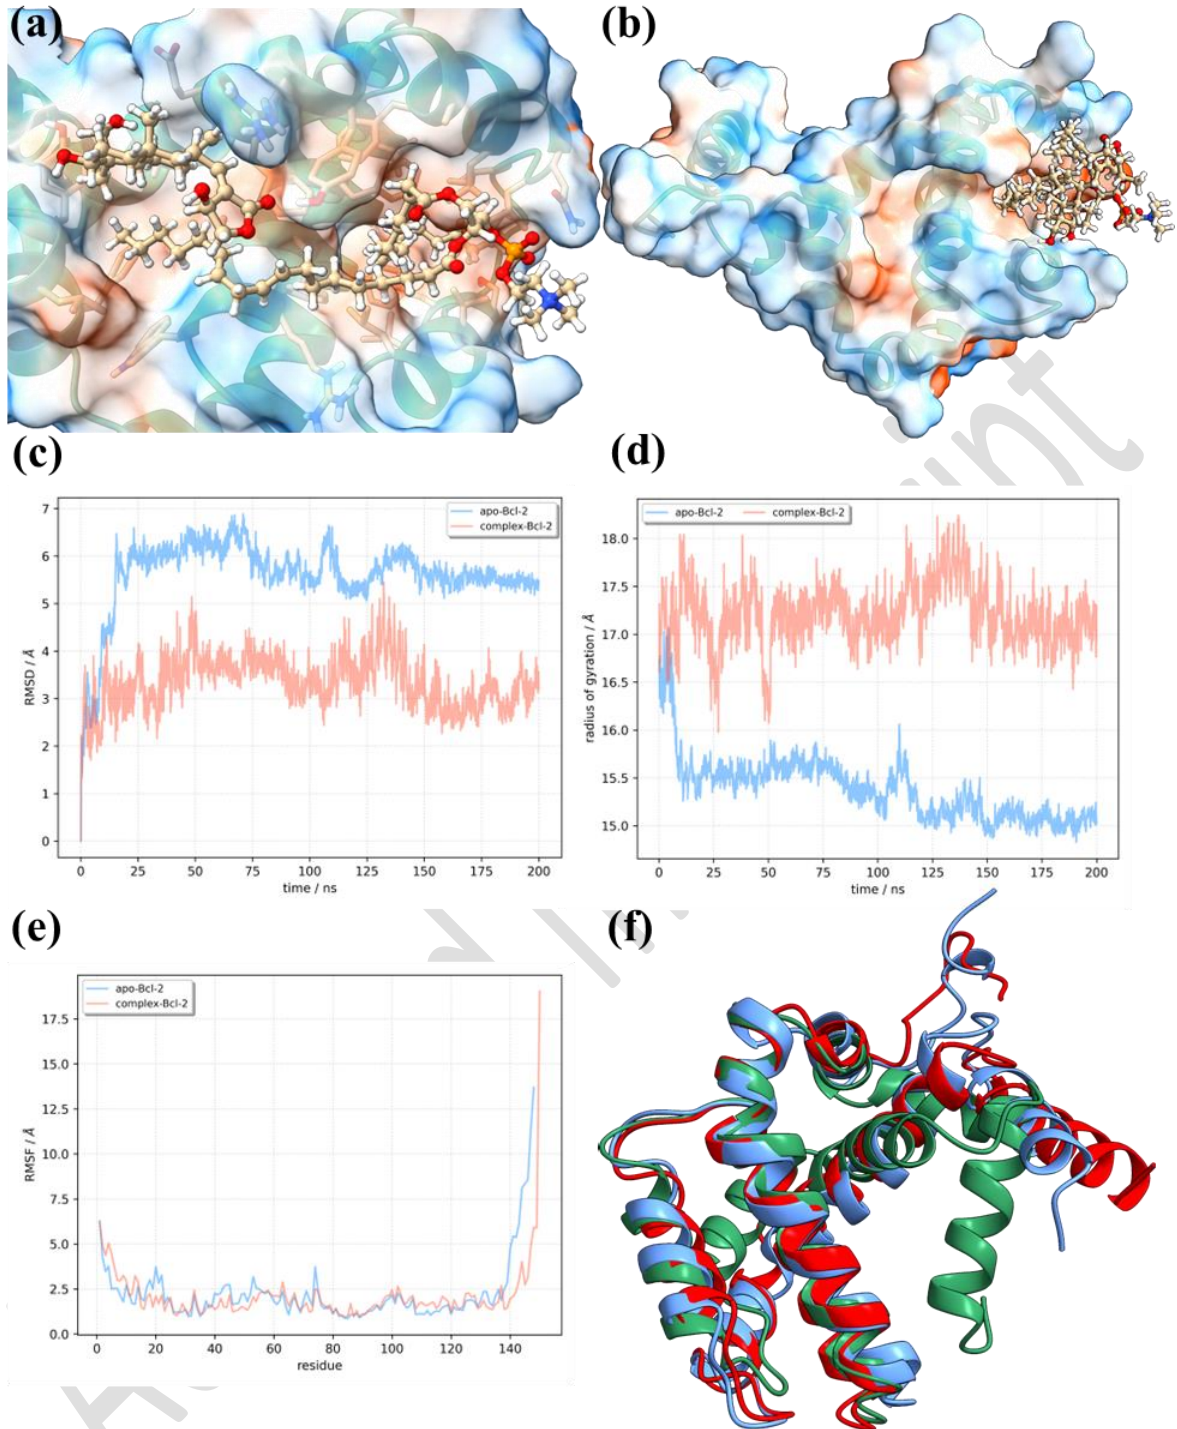 (a)
(b)
(c)
(d)
7
6
5
4
3
2
1
0
RMSD / Å
apo-Bcl-2
complex-Bcl-2
0 25 50 75 100 125 150 175 200
time / ns
18.0
17.5
17.0
16.5
16.0
15.5
15.0
radius of gyration / Å
apo-Bcl-2 complex-Bcl-2
0 25 50 75 100 125 150 175 200
time / ns
(e)
(f)
17.5
15.0
12.5
10.0
7.5
5.0
2.5
0.0
RMSF / Å
apo-Bcl-2
complex-Bcl-2
0 20 40 60 80 100 120 140
residue